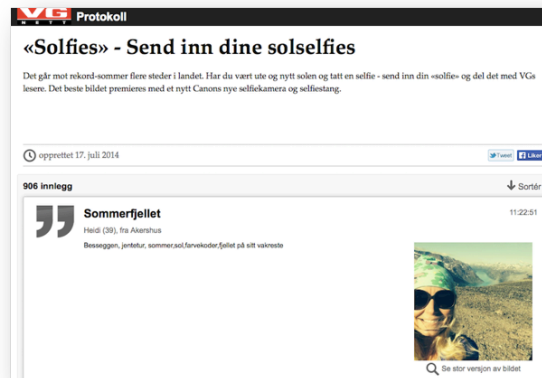 VG Protokoll
NETT
«Solfies» - Send inn dine solselfies
Det går mot rekord-sommer flere steder i landet. Har du vært ute og nytt solen og tatt en selfie - send inn din «solfie» og del det med VGs
lesere. Det beste bildet premieres med et nytt Canons nye selfiekamera og selfiestang.
opprettet 17. juli 2014
Tweet Liker
906 innlegg Sortér
Sommerfjellet 11:22:51
Heidi (39), fra Akershus
Besseggen, jentetur, sommer,sol,farvekoder,fjellet på sitt vakreste
Se stor versjon av bildet